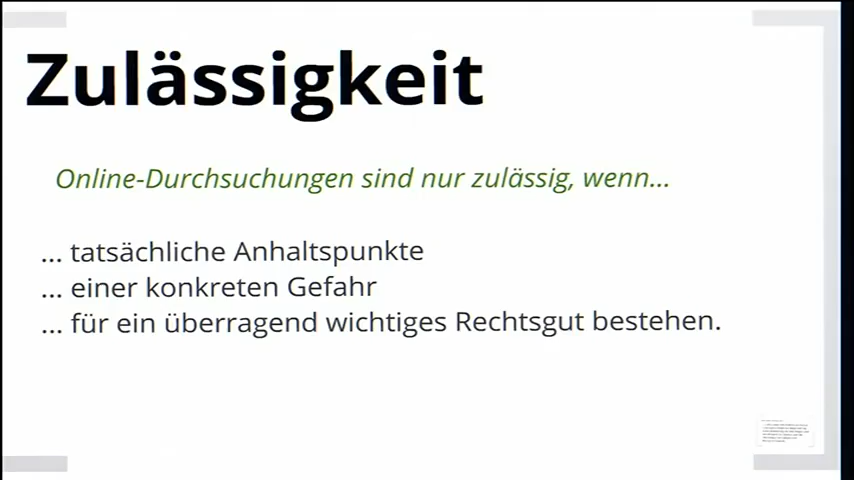 Zulässigkeit
Online-Durchsuchungen sind nur zulässig, wenn...
... tatsächliche Anhaltspunkte
... einer konkreten Gefahr
... für ein überragend wichtiges Rechtsgut bestehen.